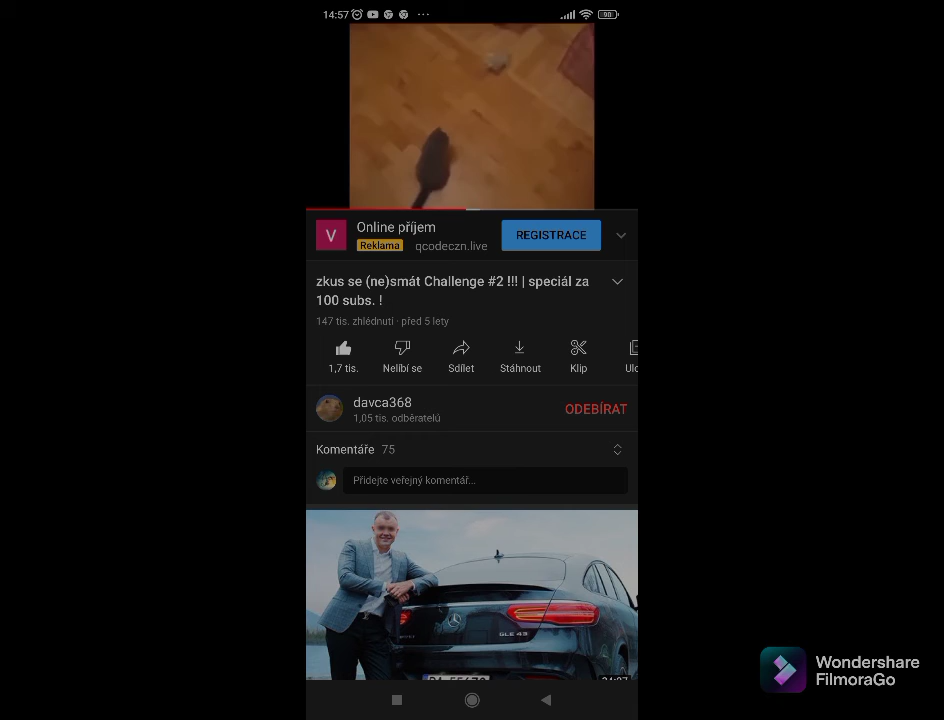 14:57
90
V
Online příjem
Reklama qcodeczn.live
REGISTRACE
zkus se (ne)smát Challenge #2 !!! | speciál za
100 subs. !
147 tis. zhlédnutí · před 5 lety
1,7 tis. Nelíbí se Sdílet Stáhnout Klip Ulo
davca368
1,05 tis. odběratelů
ODEBÍRAT
Komentáře 75
Přidejte veřejný komentář...
GLE 43
Wondershare
FilmoraGo